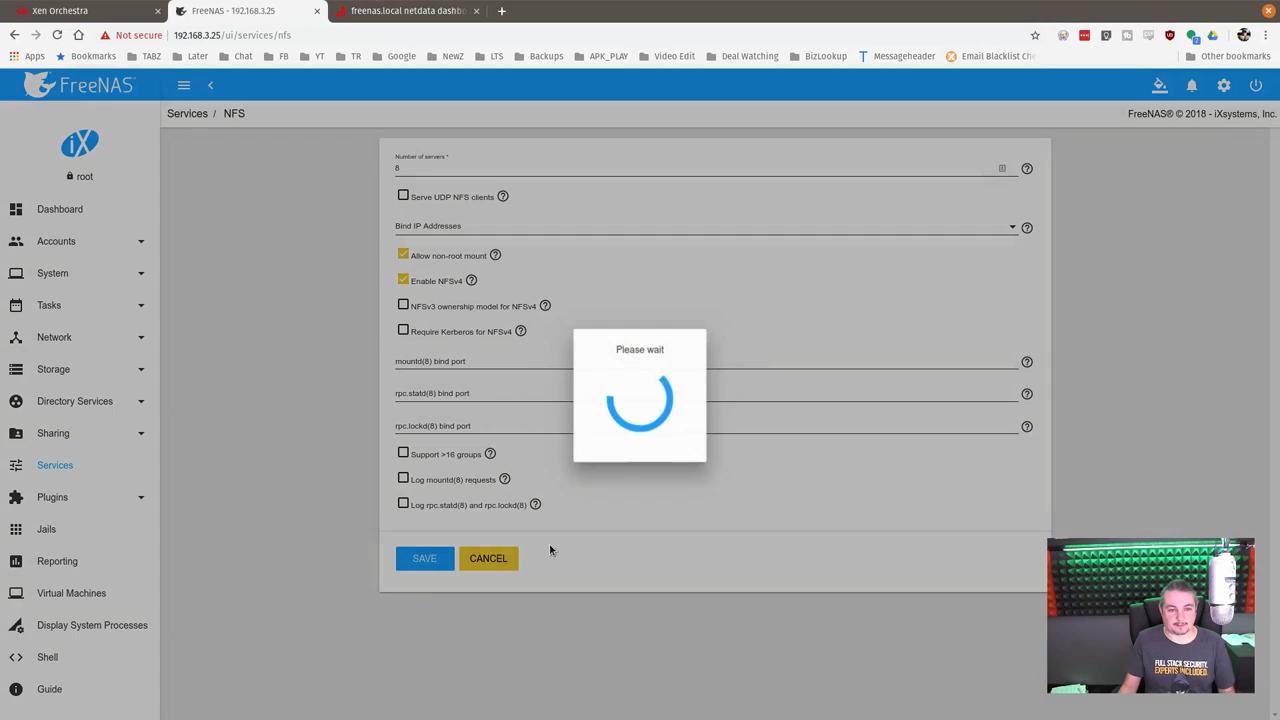 Xen Orchestra
FreeNAS - 192.168.3.25
freenas.local netdata dashbo
Not secure
192.168.3.25/ui/services/nfs
Apps
Bookmarks
TABZ
Later
Chat
FB
YT
TR
Google
NewZ
LTS
Backups
APK_PLAY
Video Edit
Deal Watching
BizLookup
Messageheader
Email Blacklist Che
Other bookmarks
FreeNAS
Services / NFS
FreeNAS® © 2018 - iXsystems, Inc.
iX
root
Dashboard
Accounts
System
Tasks
Network
Storage
Directory Services
Sharing
Services
Plugins
Jails
Reporting
Virtual Machines
Display System Processes
Shell
Guide
Number of servers *
8
Serve UDP NFS clients
Bind IP Addresses
Allow non-root mount
Enable NFSv4
NFSv3 ownership model for NFSv4
Require Kerberos for NFSv4
mountd(8) bind port
rpc.statd(8) bind port
rpc.lockd(8) bind port
Support >16 groups
Log mountd(8) requests
Log rpc.statd(8) and rpc.lockd(8)
SAVE
CANCEL
Please wait
FULL STACK SECURITY.
EXPERTS INCLUDED.